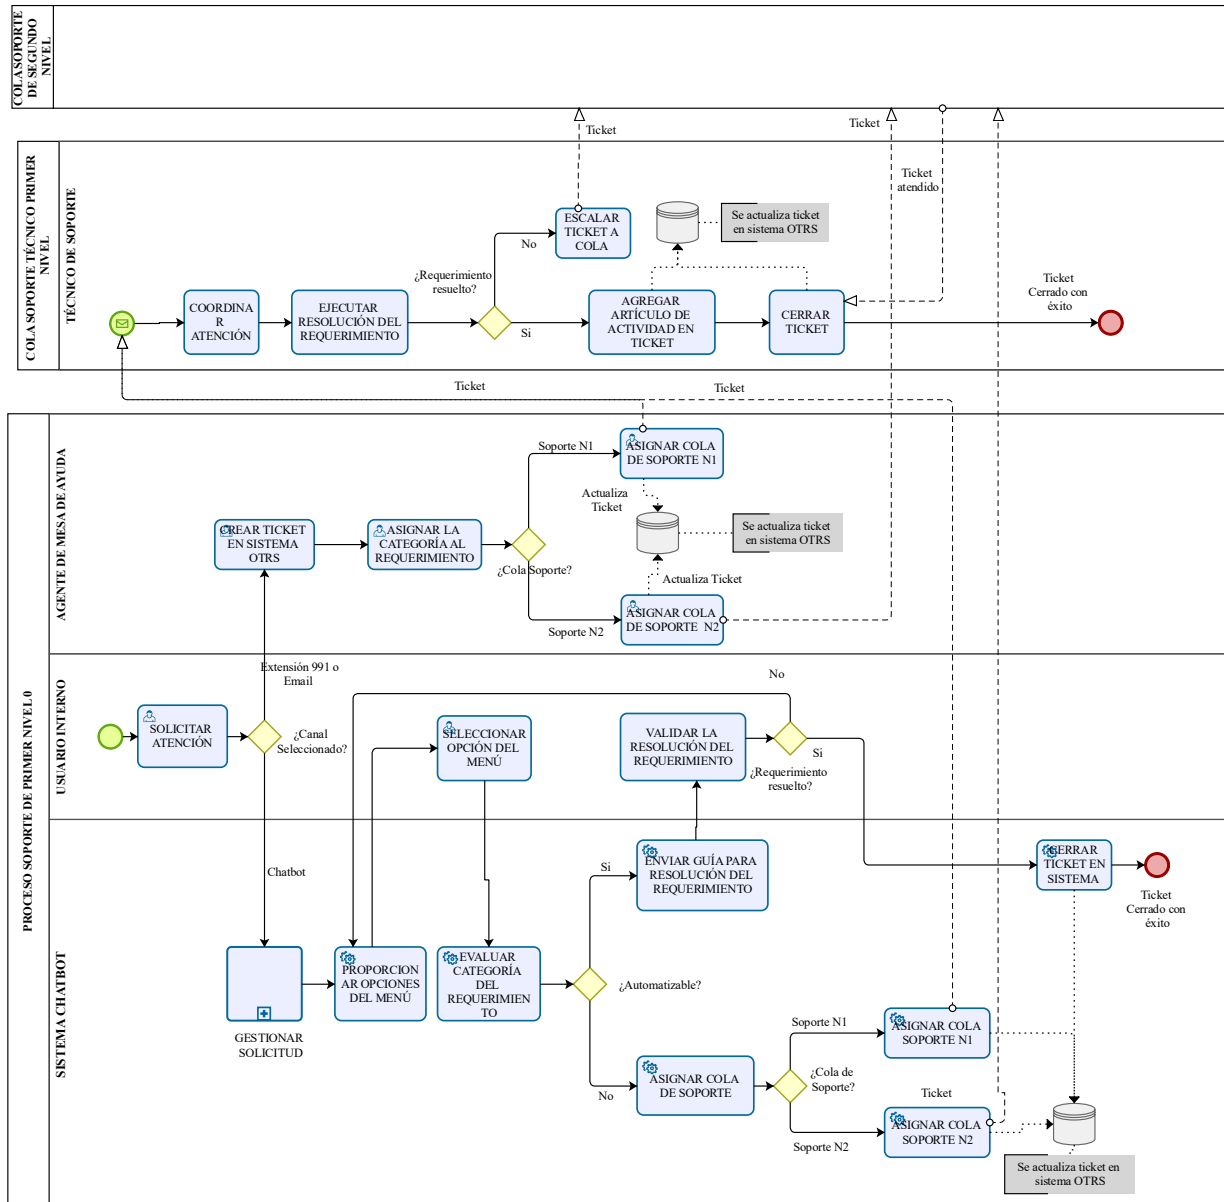 COLA SOPORTE
DE SEGUNDO
NIVEL
Ticket
Ticket
Ticket
atendido
COLA SOPORTE TÉCNICO PRIMER
NIVEL
TÉCNICO DE SOPORTE
ESCALAR
TICKET A
COLA
Se actualiza ticket
en sistema OTRS
No
¿Requerimiento
resuelto?
Ticket
Cerrado con
éxito
COORDINA
R
ATENCIÓN
EJECUTAR
RESOLUCIÓN DEL
REQUERIMIENTO
Si
AGREGAR
ARTÍCULO DE
ACTIVIDAD EN
TICKET
CERRAR
TICKET
Ticket
Ticket
PROCESO SOPORTE DE PRIMER NIVEL 0
AGENTE DE MESA DE AYUDA
Soporte N1
ASIGNAR COLA
DE SOPORTE N1
Actualiza
Ticket
CREAR TICKET
EN SISTEMA
OTRS
ASIGNAR LA
CATEGORÍA AL
REQUERIMIENTO
Se actualiza ticket
en sistema OTRS
¿Cola Soporte?
Actualiza Ticket
Soporte N2
ASIGNAR COLA
DE SOPORTE N2
USUARIO INTERNO
Extensión 991 o
Email
No
SOLICITAR
ATENCIÓN
¿Canal
Seleccionado?
SELECCIONAR
OPCIÓN DEL
MENÚ
VALIDAR LA
RESOLUCIÓN DEL
REQUERIMIENTO
Si
¿Requerimiento
resuelto?
SISTEMA CHATBOT
Chatbot
Si
ENVIAR GUÍA PARA
RESOLUCIÓN DEL
REQUERIMIENTO
CERRAR
TICKET EN
SISTEMA
Ticket
Cerrado con
éxito
PROPORCION
AR OPCIONES
DEL MENÚ
EVALUAR
CATEGORÍA
DEL
REQUERIMIEN
TO
¿Automatizable?
GESTIONAR
SOLICITUD
Soporte N1
ASIGNAR COLA
SOPORTE N1
No
ASIGNAR COLA
DE SOPORTE
¿Cola de
Soporte?
Ticket
Soporte N2
ASIGNAR COLA
SOPORTE N2
Se actualiza ticket en
sistema OTRS